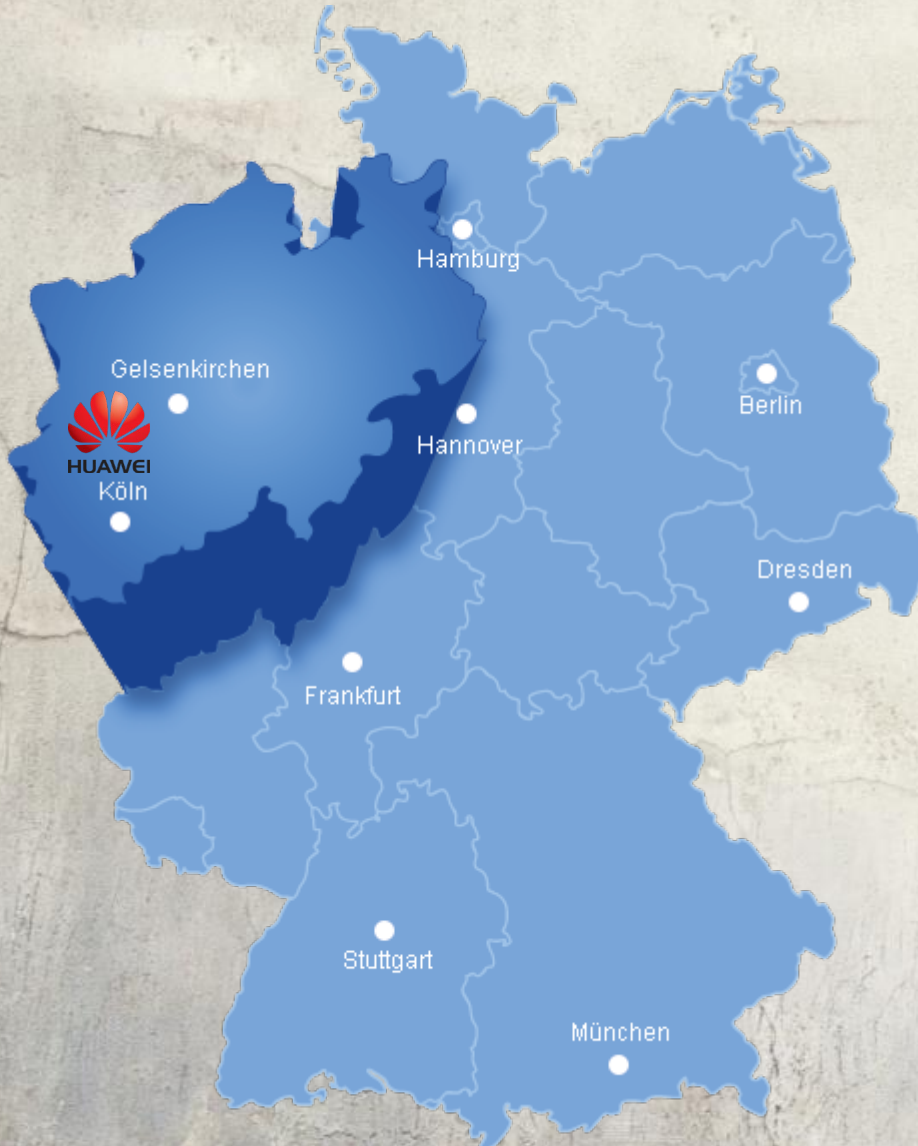 Hamburg
Gelsenkirchen
HUAWEI
Berlin
Hannover
Köln
Dresden
Frankfurt
Stuttgart
München